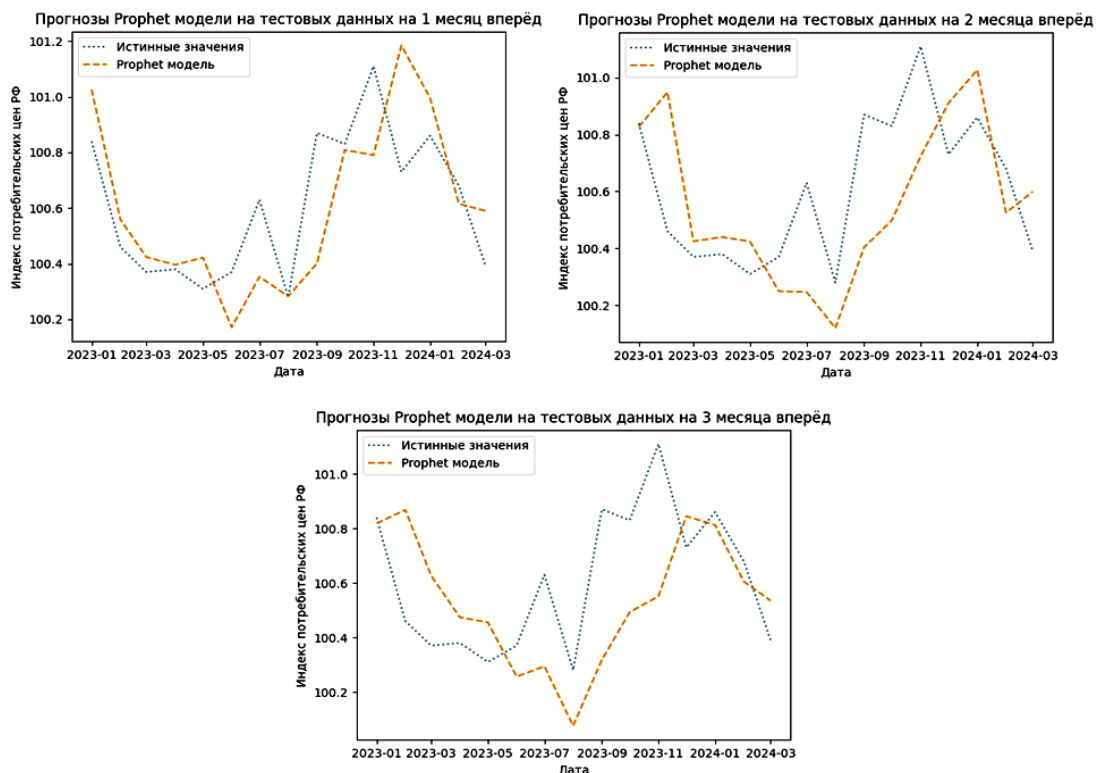 Прогнозы Prophet модели на тестовых данных на 1 месяц вперёд
Истинные значения
Prophet модель
Индекс потребительских цен РФ
101.2
101.0
100.8
100.6
100.4
100.2
2023-01 2023-03 2023-05 2023-07 2023-09 2023-11 2024-01 2024-03
Дата
Прогнозы Prophet модели на тестовых данных на 2 месяца вперёд
Истинные значения
Prophet модель
Индекс потребительских цен РФ
101.0
100.8
100.6
100.4
100.2
2023-01 2023-03 2023-05 2023-07 2023-09 2023-11 2024-01 2024-03
Дата
Прогнозы Prophet модели на тестовых данных на 3 месяца вперёд
Истинные значения
Prophet модель
Индекс потребительских цен РФ
101.0
100.8
100.6
100.4
100.2
2023-01 2023-03 2023-05 2023-07 2023-09 2023-11 2024-01 2024-03
Дата